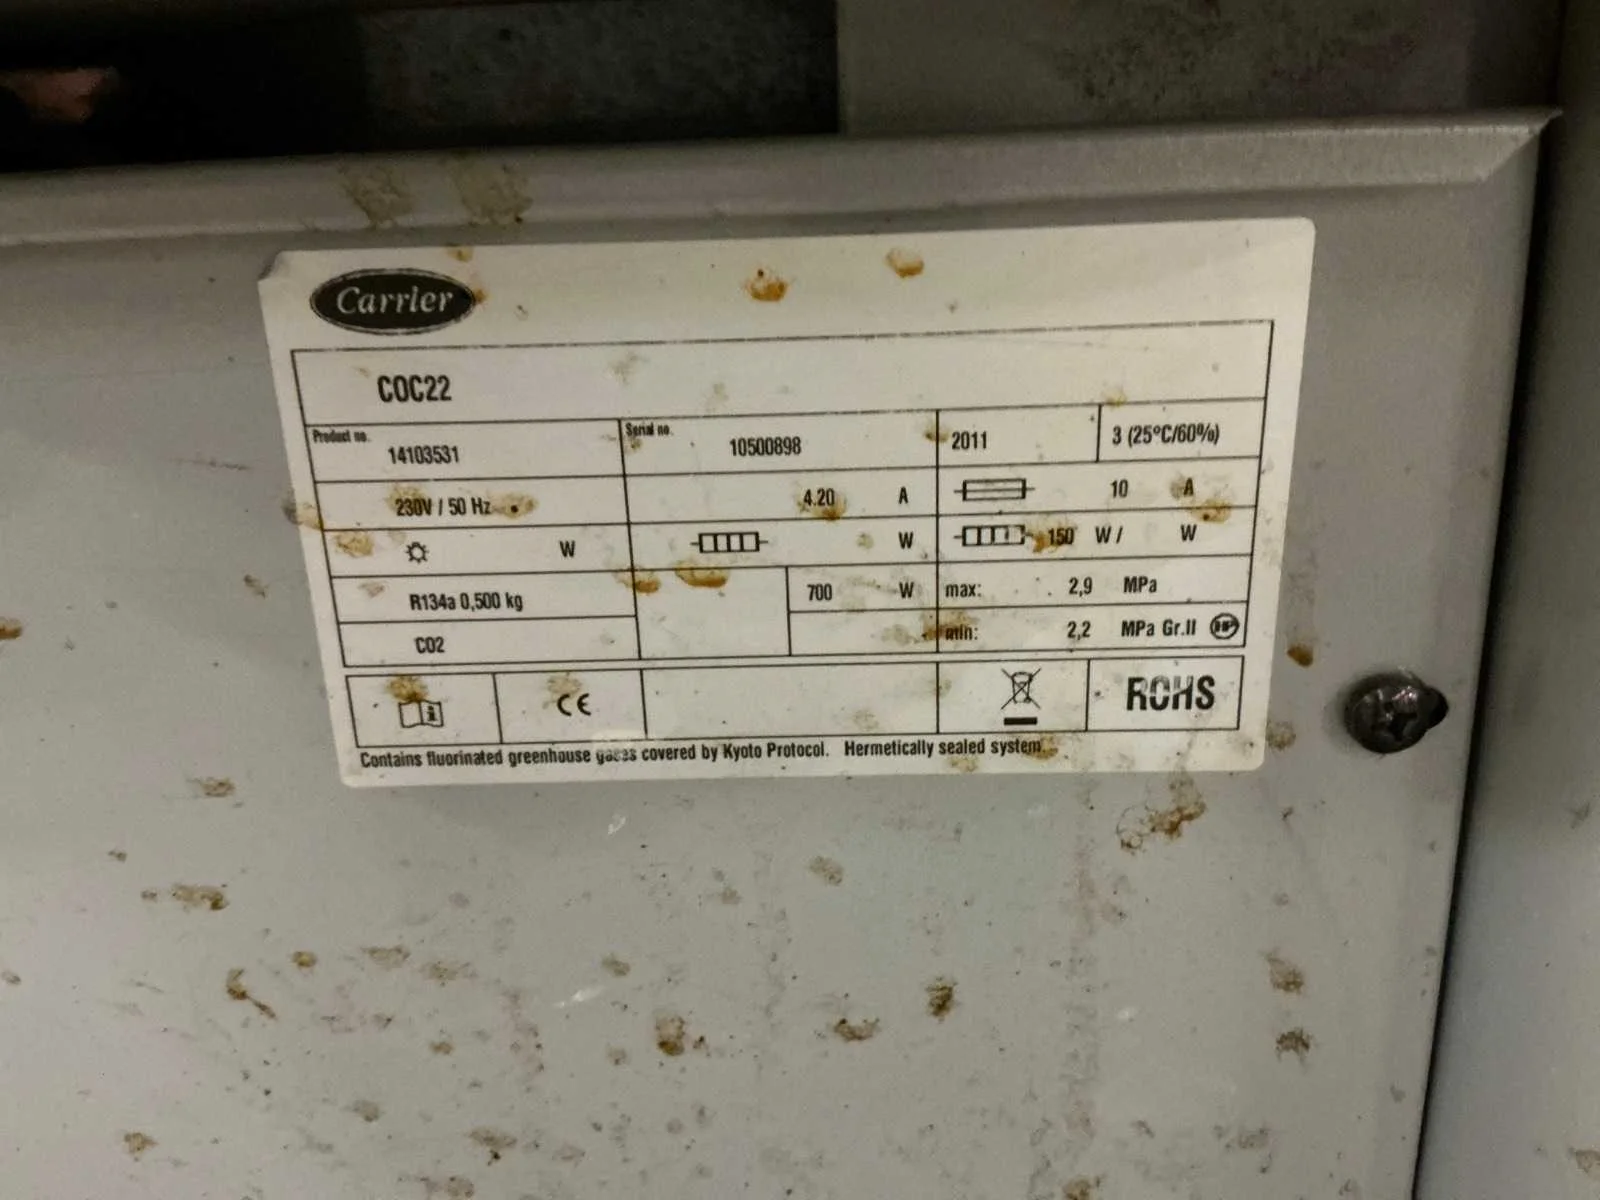 Carrier
COC22
Product no. 14103531 Serial no. 10500898 2011 3 (25°C/60%)
230V / 50 Hz 4.20 A 10 A
W W 150 W / W
R134a 0,500 kg 700 W max: 2,9 MPa
CO2 min: 2,2 MPa Gr.II HP
i CE ROHS
Contains fluorinated greenhouse gases covered by Kyoto Protocol. Hermetically sealed system.